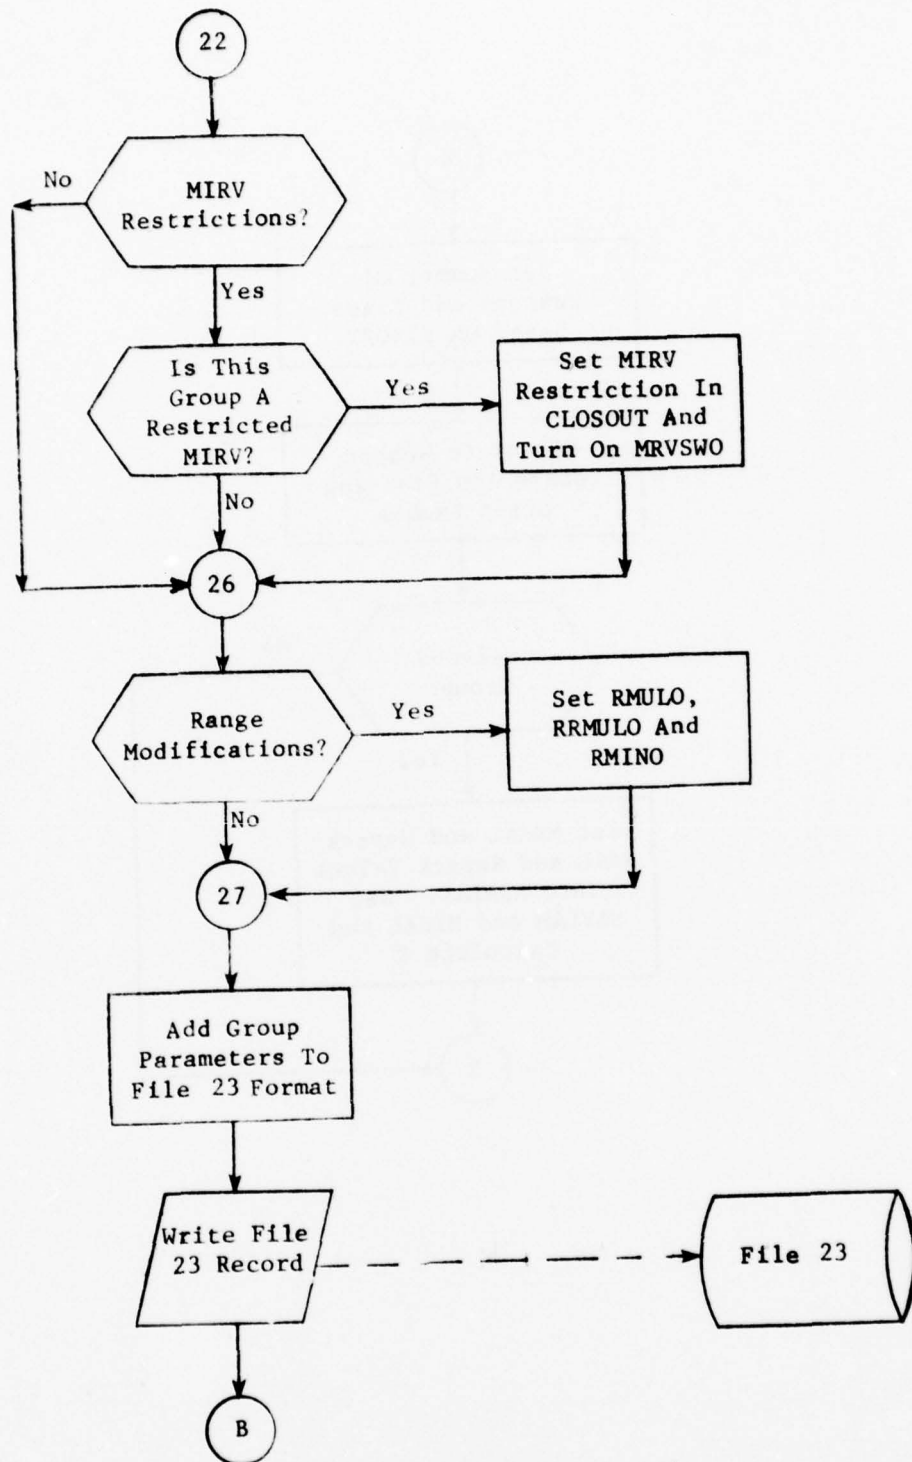 22
MIRV
Restrictions?
No
Yes
Is This
Group A
Restricted
MIRV?
Yes
Set MIRV
Restriction In
CLOSOUT And
Turn On MRVSWO
No
26
Range
Modifications?
Yes
Set RMULO,
RRMULO And
RMINO
No
27
Add Group
Parameters To
File 23 Format
Write File
23 Record
File 23
B